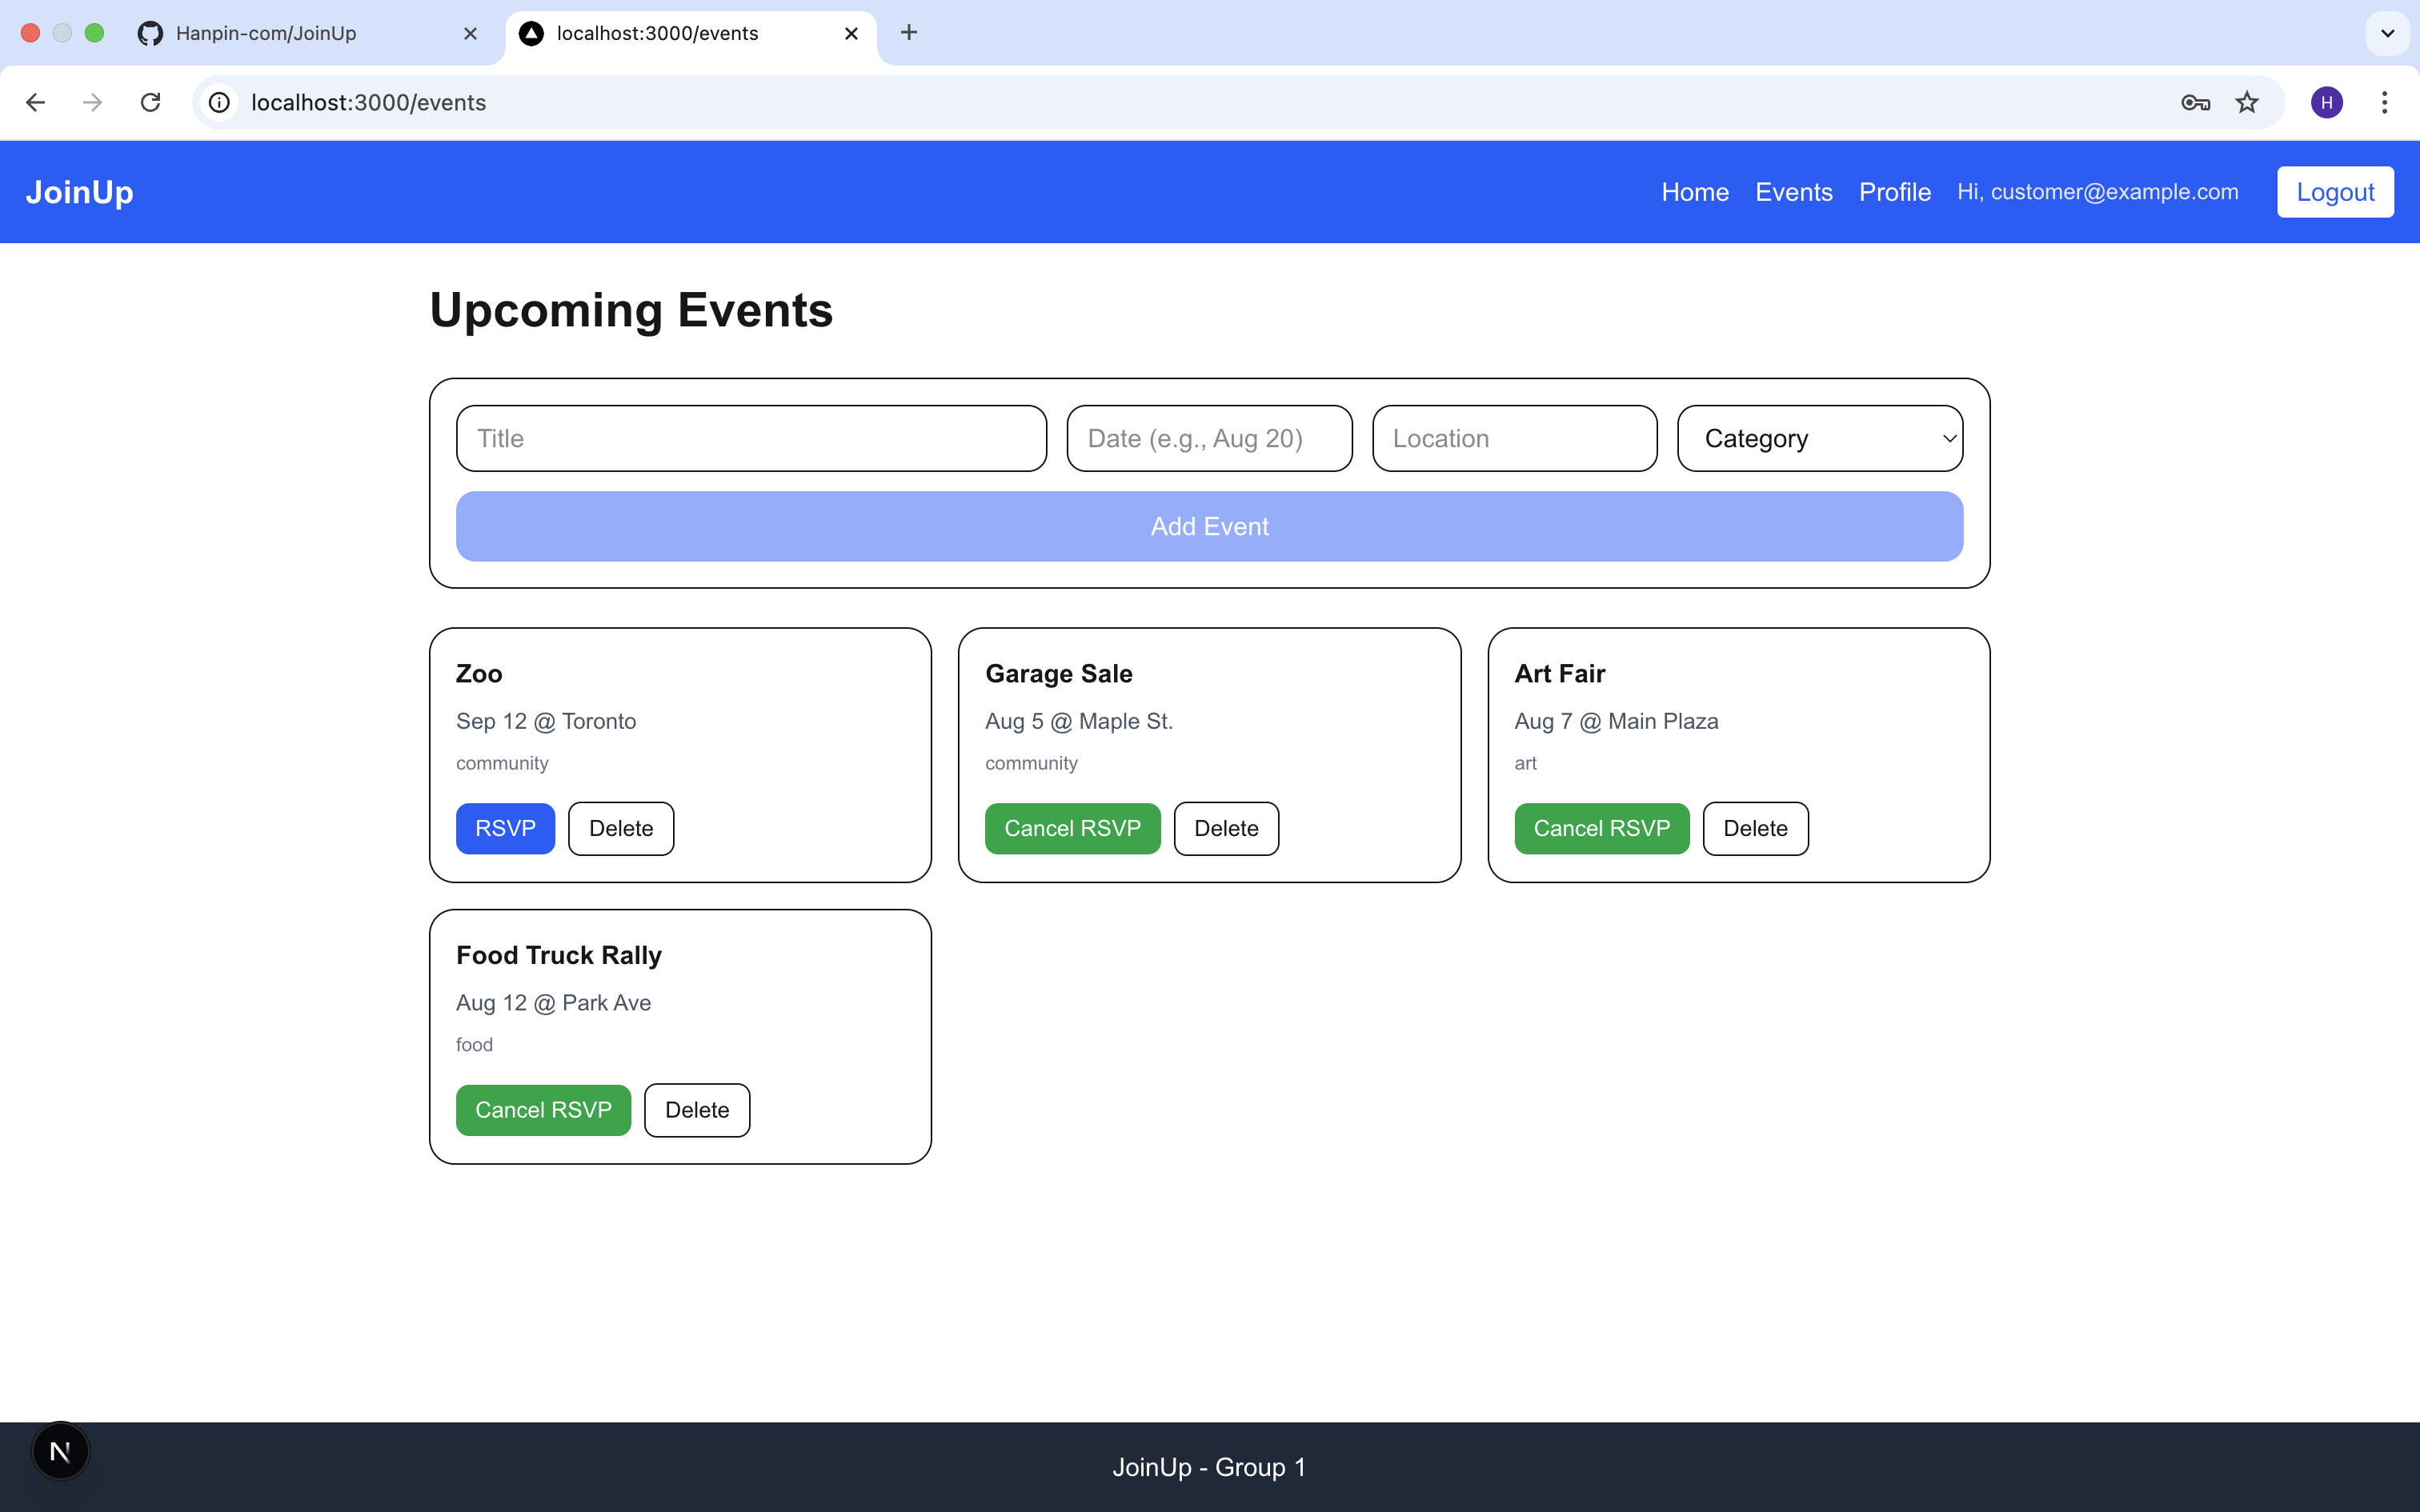 Hanpin-com/JoinUp
localhost:3000/events
localhost:3000/events
H
JoinUp
Home Events Profile Hi, customer@example.com Logout
Upcoming Events
Title Date (e.g., Aug 20) Location Category
Add Event
Zoo
Sep 12 @ Toronto
community
RSVP Delete
Garage Sale
Aug 5 @ Maple St.
community
Cancel RSVP Delete
Art Fair
Aug 7 @ Main Plaza
art
Cancel RSVP Delete
Food Truck Rally
Aug 12 @ Park Ave
food
Cancel RSVP Delete
N
JoinUp - Group 1